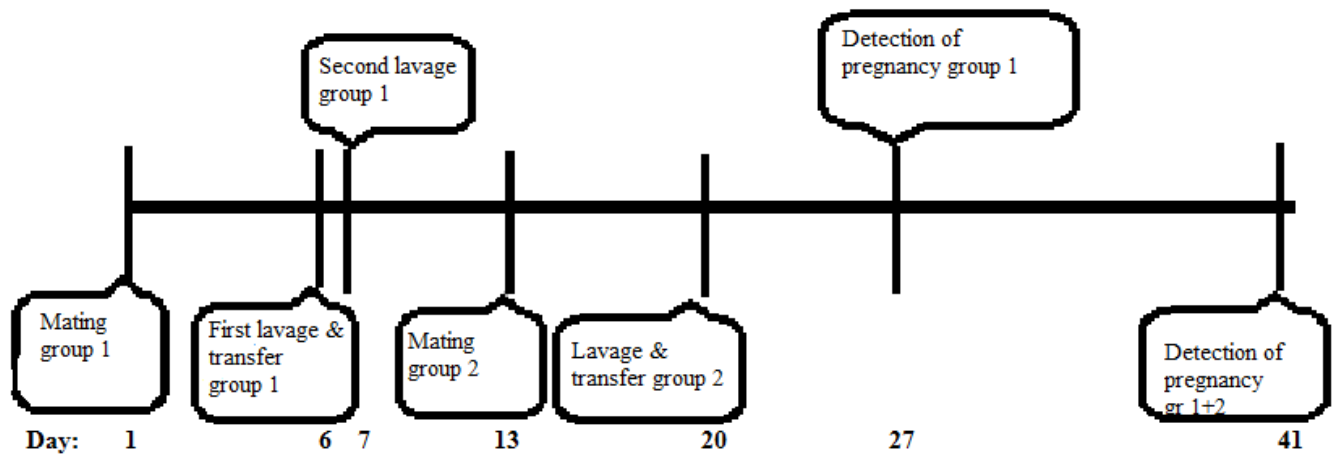 Second lavage
group 1
Detection of
pregnancy group 1
Mating
group 1
First lavage &
transfer
group 1
Mating
group 2
Lavage &
transfer group 2
Detection of
pregnancy
gr 1+2
Day: 1 6 7 13 20 27 41